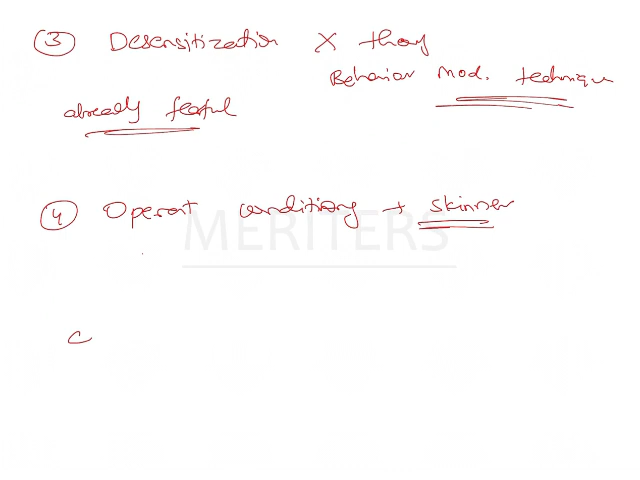 ③ Desensitization X theory
Behavior mod. technique
already fearful
④ Operant conditioning → Skinner
MERITERS
C